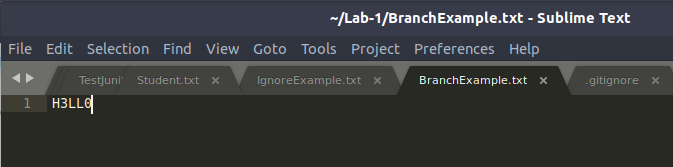 ~/Lab-1/BranchExample.txt - Sublime Text
File Edit Selection Find View Goto Tools Project Preferences Help
TestJuni Student.txt × IgnoreExample.txt × BranchExample.txt × .gitignore ×
1 H3LL0